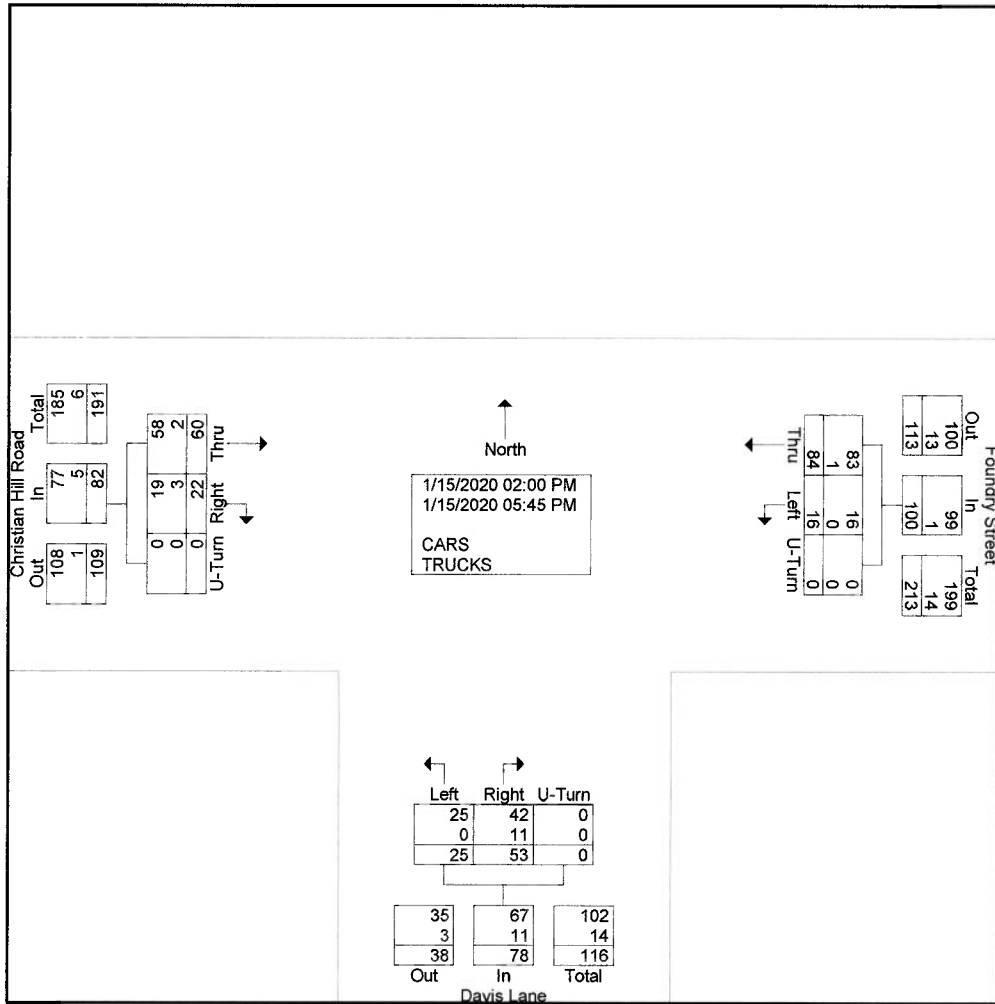 Out
100
13
113
In
99
1
100
Total
199
14
213
Foundry Street
Thru
83
1
84
Left
16
0
16
U-Turn
0
0
0
North
1/15/2020 02:00 PM
1/15/2020 05:45 PM
CARS
TRUCKS
Christian Hill Road
Total
185
6
191
In
77
5
82
Out
108
1
109
Thru
58
2
60
Right
19
3
22
U-Turn
0
0
0
Left Right U-Turn
25 42 0
0 11 0
25 53 0
35 67 102
3 11 14
38 78 116
Out In Total
Davis Lane